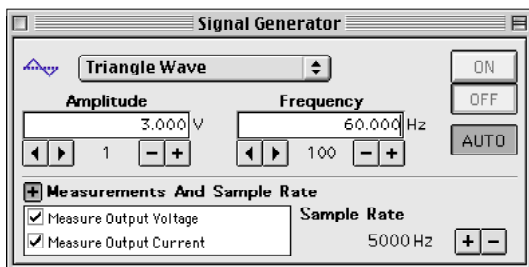 Signal Generator
Triangle Wave
ON
OFF
AUTO
Amplitude
3.000 V
1 - +
Frequency
60.000 Hz
100 - +
+ Measurements And Sample Rate
Measure Output Voltage
Measure Output Current
Sample Rate
5000 Hz + -